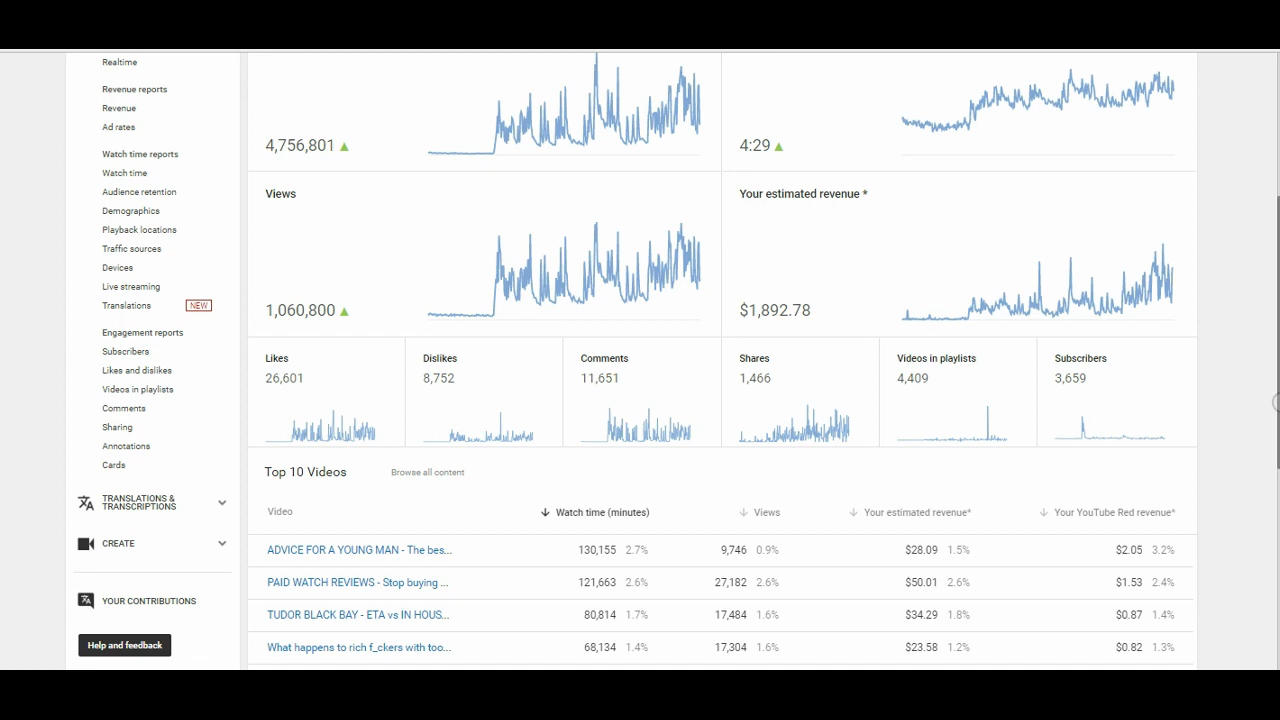 Realtime
Revenue reports
Revenue
Ad rates
Watch time reports
Watch time
Audience retention
Demographics
Playback locations
Traffic sources
Devices
Live streaming
Translations NEW
Engagement reports
Subscribers
Likes and dislikes
Videos in playlists
Comments
Sharing
Annotations
Cards
TRANSLATIONS &
TRANSCRIPTIONS
CREATE
YOUR CONTRIBUTIONS
Help and feedback
4,756,801
4:29
Views
Your estimated revenue *
1,060,800
$1,892.78
Likes Dislikes Comments Shares Videos in playlists Subscribers
26,601 8,752 11,651 1,466 4,409 3,659
Top 10 Videos Browse all content
Video Watch time (minutes) Views Your estimated revenue* Your YouTube Red revenue*
ADVICE FOR A YOUNG MAN - The bes... 130,155 2.7% 9,746 0.9% $28.09 1.5% $2.05 3.2%
PAID WATCH REVIEWS - Stop buying ... 121,663 2.6% 27,182 2.6% $50.01 2.6% $1.53 2.4%
TUDOR BLACK BAY - ETA vs IN HOUS... 80,814 1.7% 17,484 1.6% $34.29 1.8% $0.87 1.4%
What happens to rich f_ckers with too... 68,134 1.4% 17,304 1.6% $23.58 1.2% $0.82 1.3%